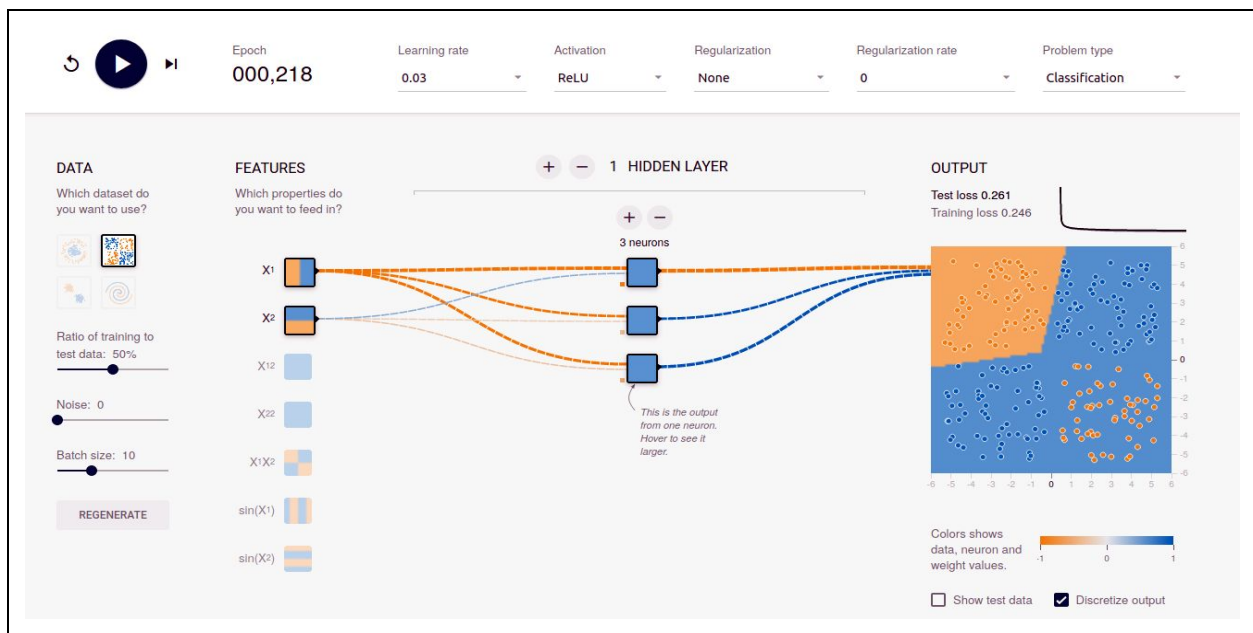 Epoch
000,218
Learning rate
0.03
Activation
ReLU
Regularization
None
Regularization rate
0
Problem type
Classification
DATA
Which dataset do
you want to use?
Ratio of training to
test data: 50%
Noise: 0
Batch size: 10
REGENERATE
FEATURES
Which properties do
you want to feed in?
X1
X2
X12
X22
X1X2
sin(X1)
sin(X2)
+ − 1 HIDDEN LAYER
+ −
3 neurons
This is the output
from one neuron.
Hover to see it
larger.
OUTPUT
Test loss 0.261
Training loss 0.246
6
5
4
3
2
1
0
-1
-2
-3
-4
-5
-6
-6 -5 -4 -3 -2 -1 0 1 2 3 4 5 6
Colors shows
data, neuron and
weight values.
-1 0 1
Show test data
Discretize output